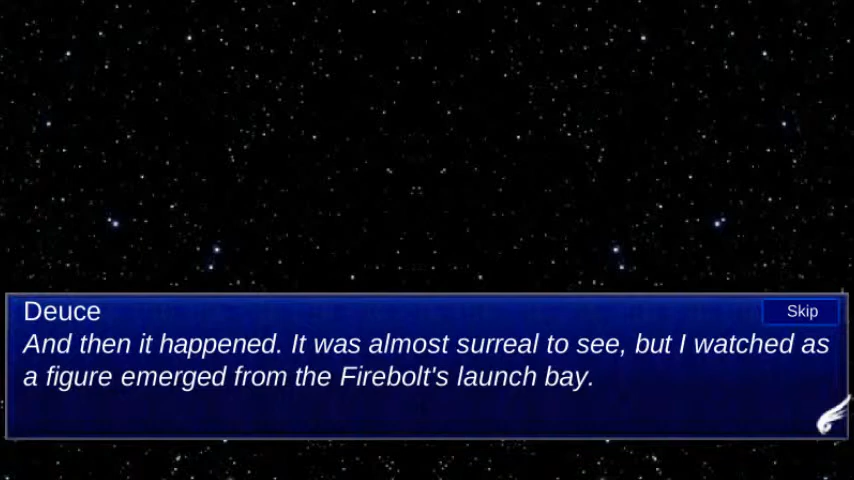 Deuce
Skip
And then it happened. It was almost surreal to see, but I watched as
a figure emerged from the Firebolt's launch bay.